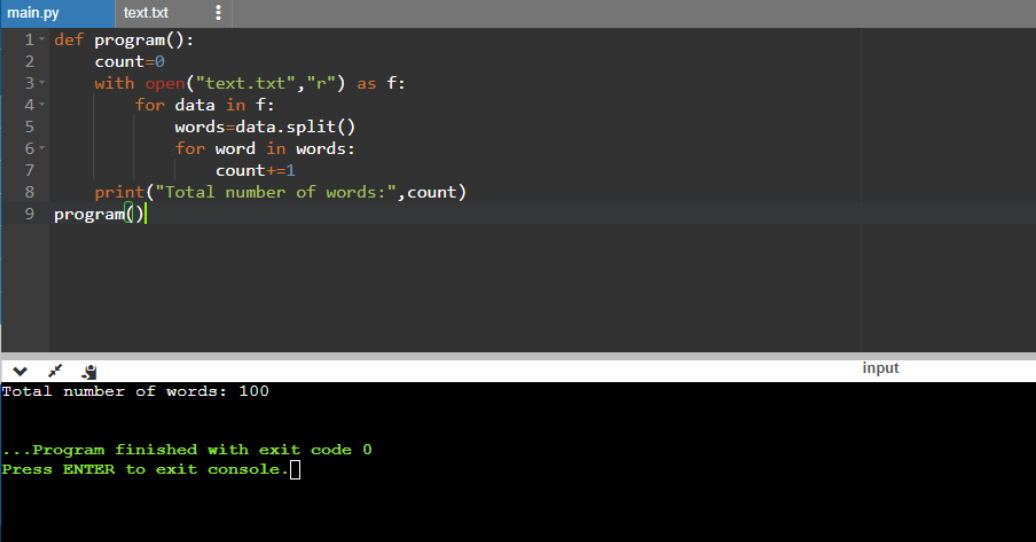 main.py text.txt
1 def program():
2     count=0
3     with open("text.txt","r") as f:
4         for data in f:
5             words=data.split()
6             for word in words:
7                 count+=1
8     print("Total number of words:",count)
9 program()
input
Total number of words: 100
...Program finished with exit code 0
Press ENTER to exit console.